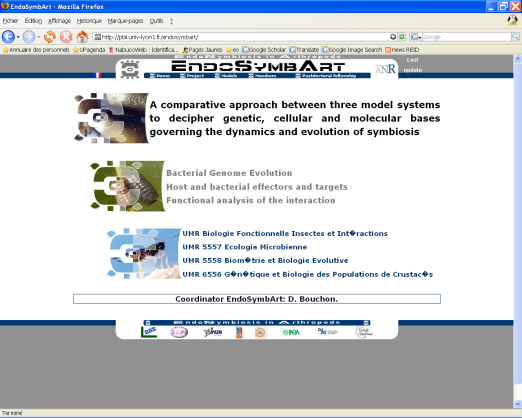 EndoSymbArt - Mozilla Firefox
Fichier Édition Affichage Historique Marque-pages Outils ?
http://pbil.univ-lyon1.fr/endosymbart/
Google
Annuaire des personnels UPagenda NabucoWeb : Identifica... Pages Jaunes eo Google Scholar Translate Google Image Search news REID
EndoSymbiosis in Arthropods
EndoSymbArt
ANR
Last
update
Home Project Models Members Postdoctoral fellowship
A comparative approach between three model systems
to decipher genetic, cellular and molecular bases
governing the dynamics and evolution of symbiosis
Bacterial Genome Evolution
Host and bacterial effectors and targets
Functional analysis of the interaction
UMR Biologie Fonctionnelle Insectes et Int�ractions
UMR 5557 Ecologie Microbienne
UMR 5558 Biom�trie et Biologie Evolutive
UMR 6556 G�n�tique et Biologie des Populations de Crustac�s
Coordinator EndoSymbArt: D. Bouchon.
EndoSymbiosis in Arthropods
INRA
Terminé